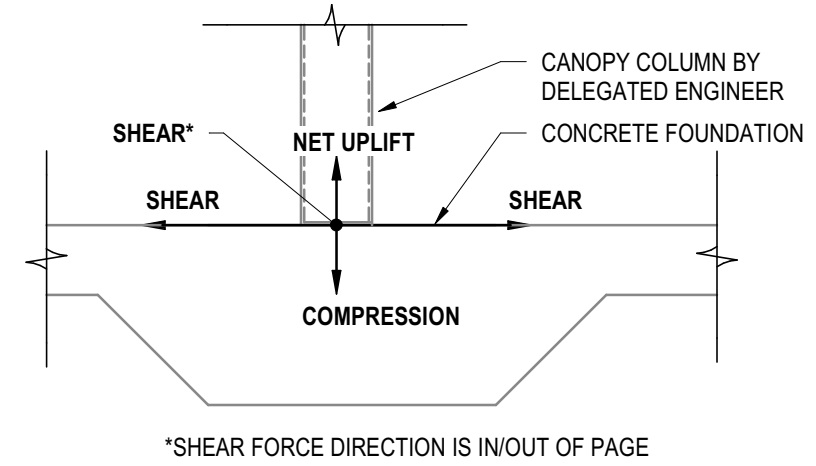 CANOPY COLUMN BY
DELEGATED ENGINEER
SHEAR*
NET UPLIFT
CONCRETE FOUNDATION
SHEAR
SHEAR
COMPRESSION
*SHEAR FORCE DIRECTION IS IN/OUT OF PAGE